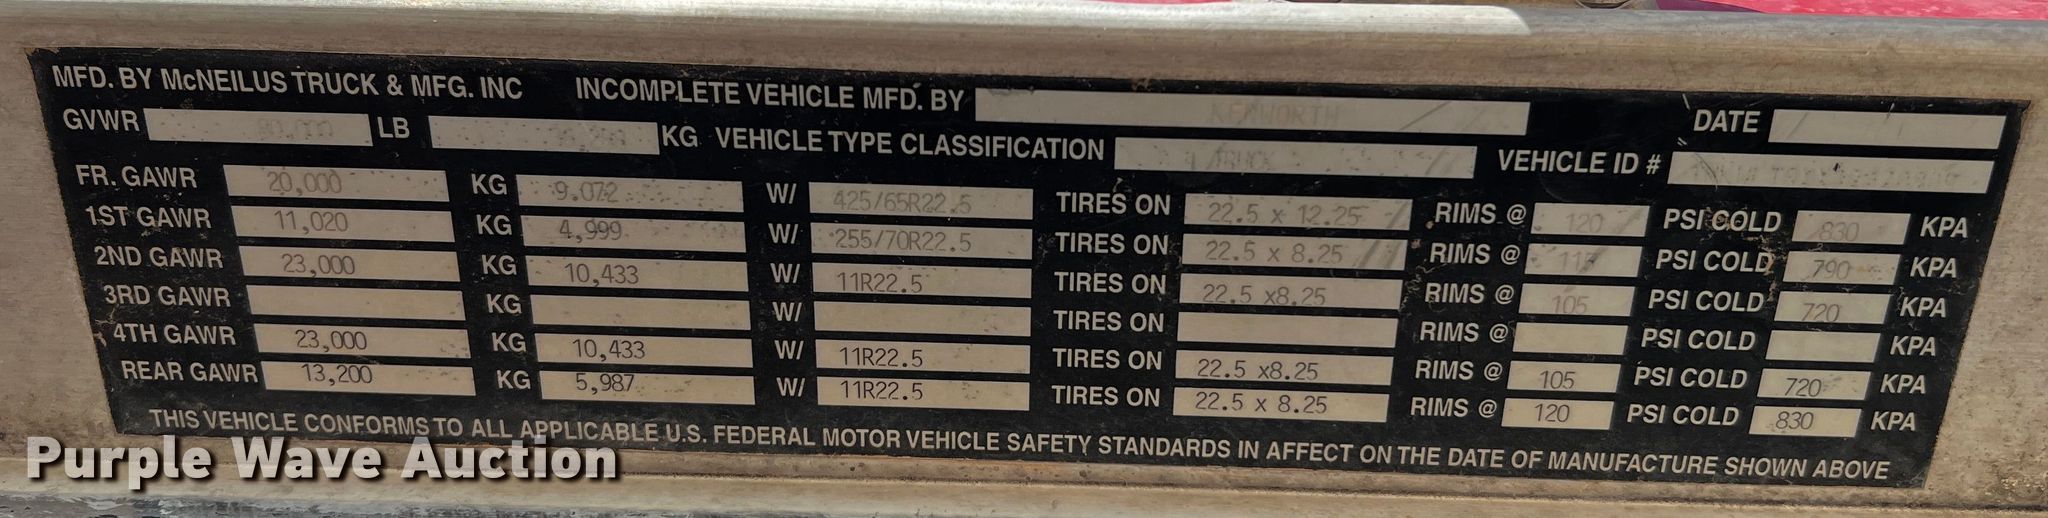 MFD. BY McNEILUS TRUCK & MFG. INC INCOMPLETE VEHICLE MFD. BY KENWORTH DATE
GVWR 80,000 LB KG VEHICLE TYPE CLASSIFICATION TRUCK VEHICLE ID #
FR. GAWR 20,000 KG 9,072 W/ 425/65R22.5 TIRES ON 22.5 x 12.25 RIMS @ 120 PSI COLD 830 KPA
1ST GAWR 11,020 KG 4,999 W/ 255/70R22.5 TIRES ON 22.5 x 8.25 RIMS @ 115 PSI COLD 790 KPA
2ND GAWR 23,000 KG 10,433 W/ 11R22.5 TIRES ON 22.5 x8.25 RIMS @ 105 PSI COLD 720 KPA
3RD GAWR KG W/ TIRES ON RIMS @ PSI COLD KPA
4TH GAWR 23,000 KG 10,433 W/ 11R22.5 TIRES ON 22.5 x8.25 RIMS @ 105 PSI COLD 720 KPA
REAR GAWR 13,200 KG 5,987 W/ 11R22.5 TIRES ON 22.5 x 8.25 RIMS @ 120 PSI COLD 830 KPA
THIS VEHICLE CONFORMS TO ALL APPLICABLE U.S. FEDERAL MOTOR VEHICLE SAFETY STANDARDS IN AFFECT ON THE DATE OF MANUFACTURE SHOWN ABOVE
Purple Wave Auction